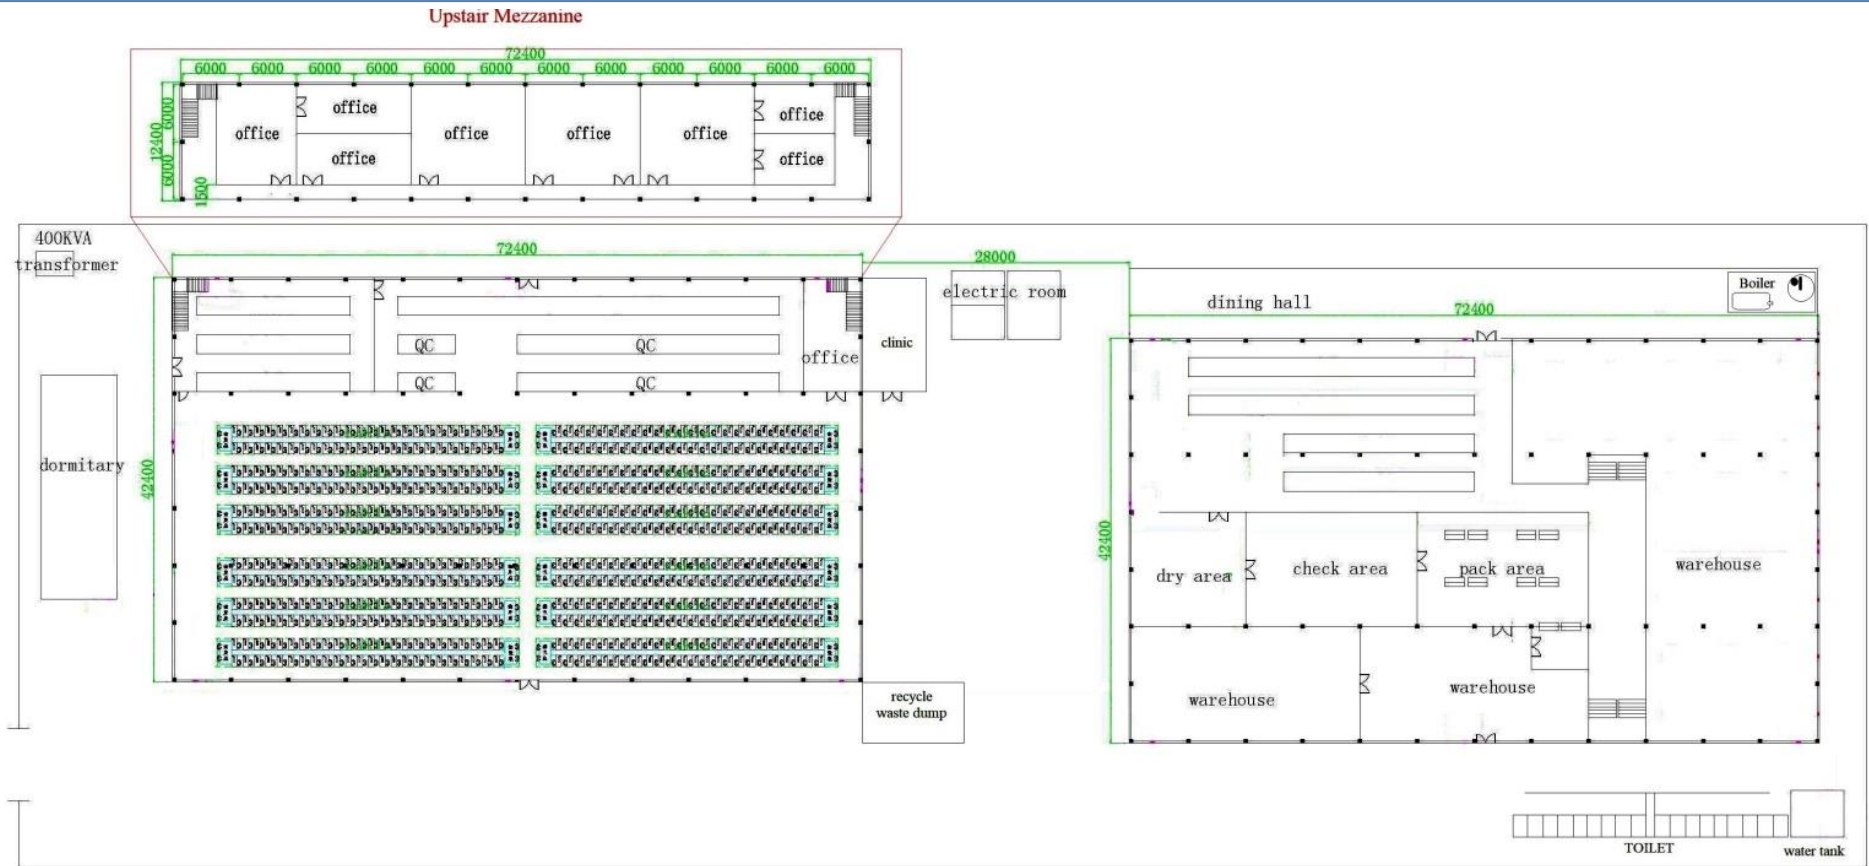 Upstair Mezzanine
72400
6000 6000 6000 6000 6000 6000 6000 6000 6000 6000 6000 6000
12400
6000
6000
1500
office
office
office
office
office
office
office
office
400KVA
transformer
72400
28000
electric room
dining hall
Boiler
72400
QC
QC
QC
QC
office
clinic
dormitary
42400
42400
dry area
check area
pack area
warehouse
warehouse
warehouse
recycle
waste dump
TOILET
water tank